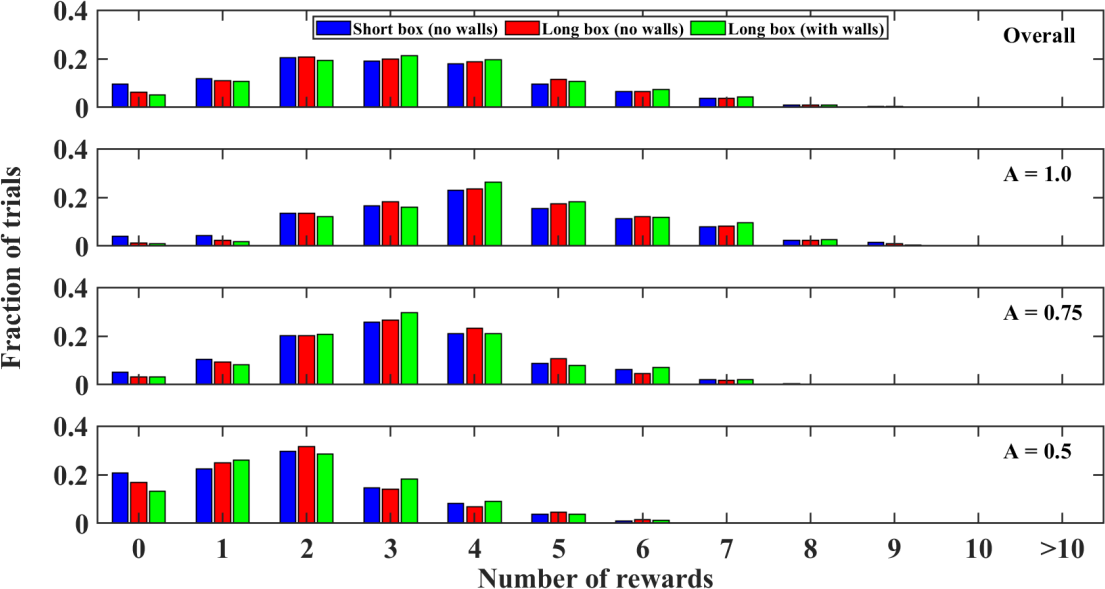 Short box (no walls) Long box (no walls) Long box (with walls)
Overall
0.4
0.2
0
A = 1.0
0.4
0.2
0
A = 0.75
0.4
0.2
0
A = 0.5
0.4
0.2
0
0 1 2 3 4 5 6 7 8 9 10 >10
Number of rewards
Fraction of trials